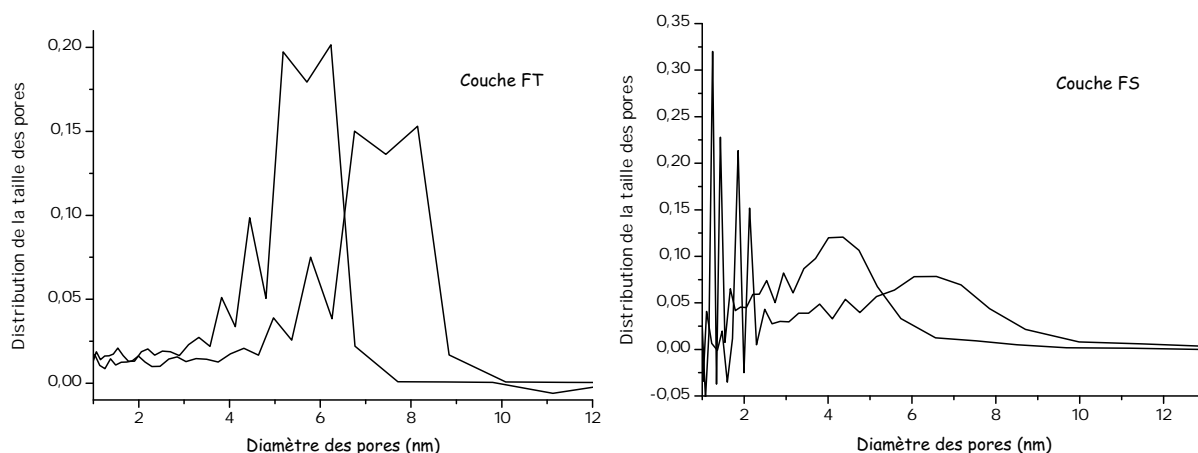 Couche FT
Distribution de la taille des pores
0,20
0,15
0,10
0,05
0,00
2 4 6 8 10 12
Diamètre des pores (nm)
Couche FS
Distribution de la taille des pores
0,35
0,30
0,25
0,20
0,15
0,10
0,05
0,00
-0,05
2 4 6 8 10 12
Diamètre des pores (nm)